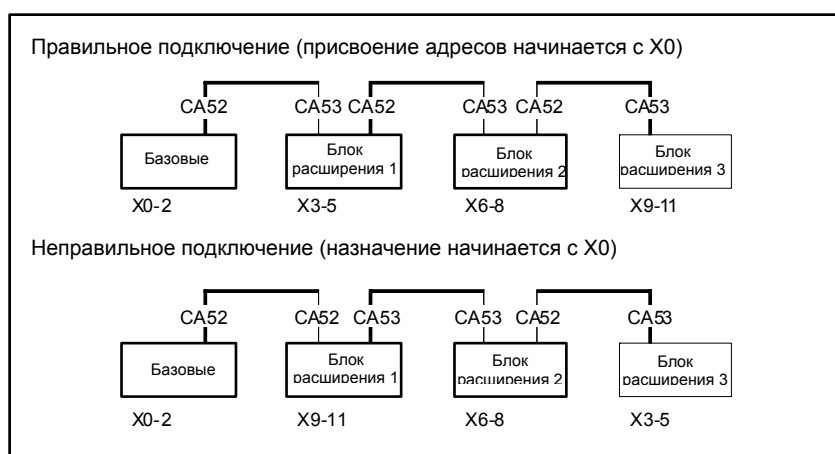 Правильное подключение (присвоение адресов начинается с X0)
CA52 CA53 CA52 CA53 CA52 CA53
Базовые Блок расширения 1 Блок расширения 2 Блок расширения 3
X0-2 X3-5 X6-8 X9-11
Неправильное подключение (назначение начинается с X0)
CA52 CA52 CA53 CA53 CA52 CA53
Базовые Блок расширения 1 Блок расширения 2 Блок расширения 3
X0-2 X9-11 X6-8 X3-5